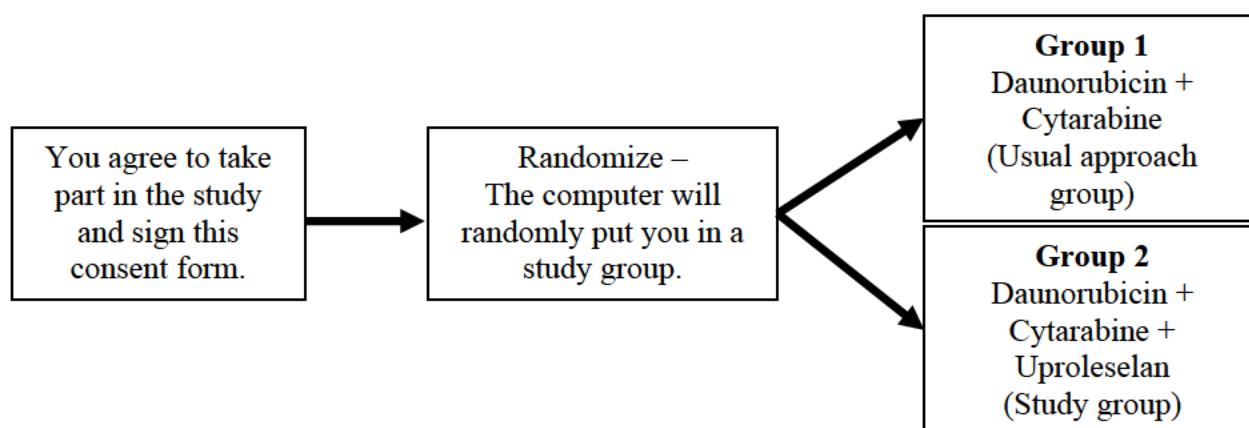 You agree to take
part in the study
and sign this
consent form.
Randomize –
The computer will
randomly put you in a
study group.
Group 1
Daunorubicin +
Cytarabine
(Usual approach
group)
Group 2
Daunorubicin +
Cytarabine +
Uproleselan
(Study group)